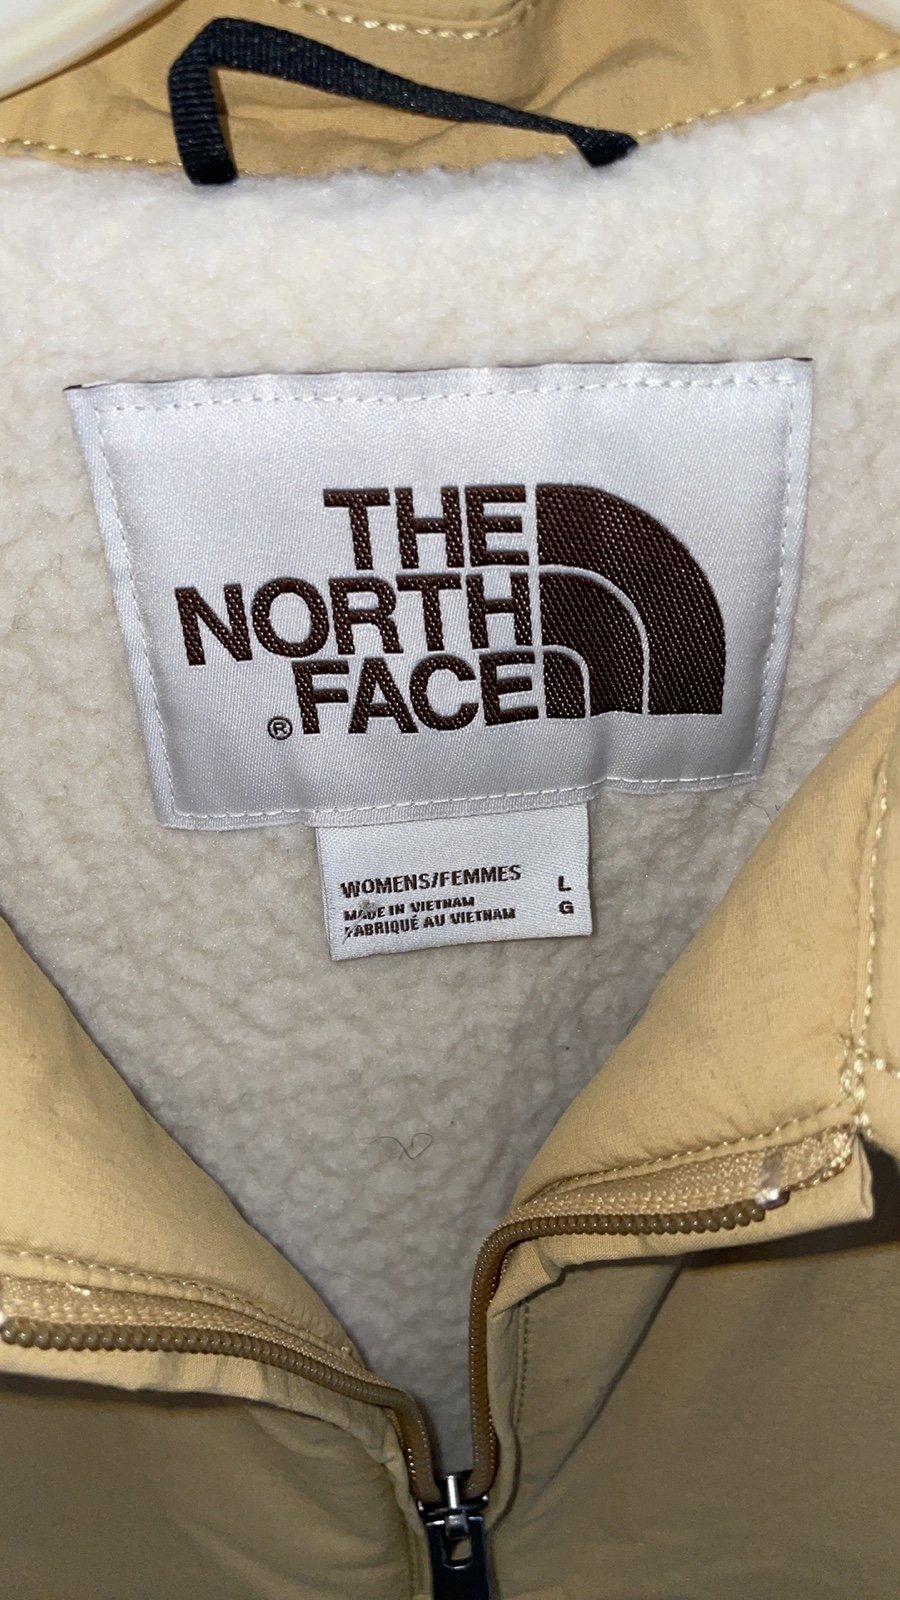 THE
NORTH
® FACE
WOMENS/FEMMES L
MADE IN VIETNAM G
FABRIQUÉ AU VIETNAM